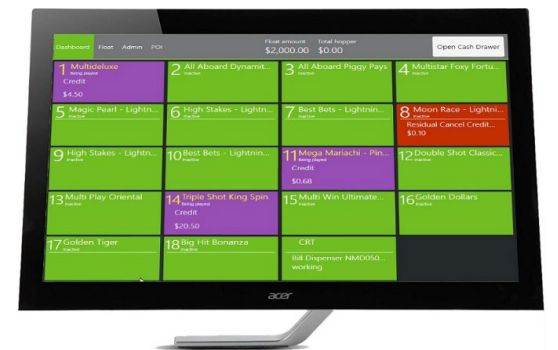 Dashboard Float Admin POI
Float amount Total hopper
$2,000.00 $0.00
Open Cash Drawer
1 Multideluxe
Being played
Credit
$4.50
2 All Aboard Dynamit...
Inactive
3 All Aboard Piggy Pays
Inactive
4 Multistar Foxy Fortu...
Inactive
5 Magic Pearl - Lightn...
Inactive
6 High Stakes - Lightn...
Inactive
7 Best Bets - Lightnin...
Inactive
8 Moon Race - Lightni...
Inactive
Residual Cancel Credit...
$0.10
9 High Stakes - Lightn...
Inactive
10 Best Bets - Lightnin...
Inactive
11 Mega Mariachi - Pin...
Being played
Credit
$0.68
12 Double Shot Classic...
Inactive
13 Multi Play Oriental
Inactive
14 Triple Shot King Spin
Being played
Credit
$20.50
15 Multi Win Ultimate...
Inactive
16 Golden Dollars
Inactive
17 Golden Tiger
Inactive
18 Big Hit Bonanza
Inactive
CRT
Bill Dispenser NMD050...
working
acer